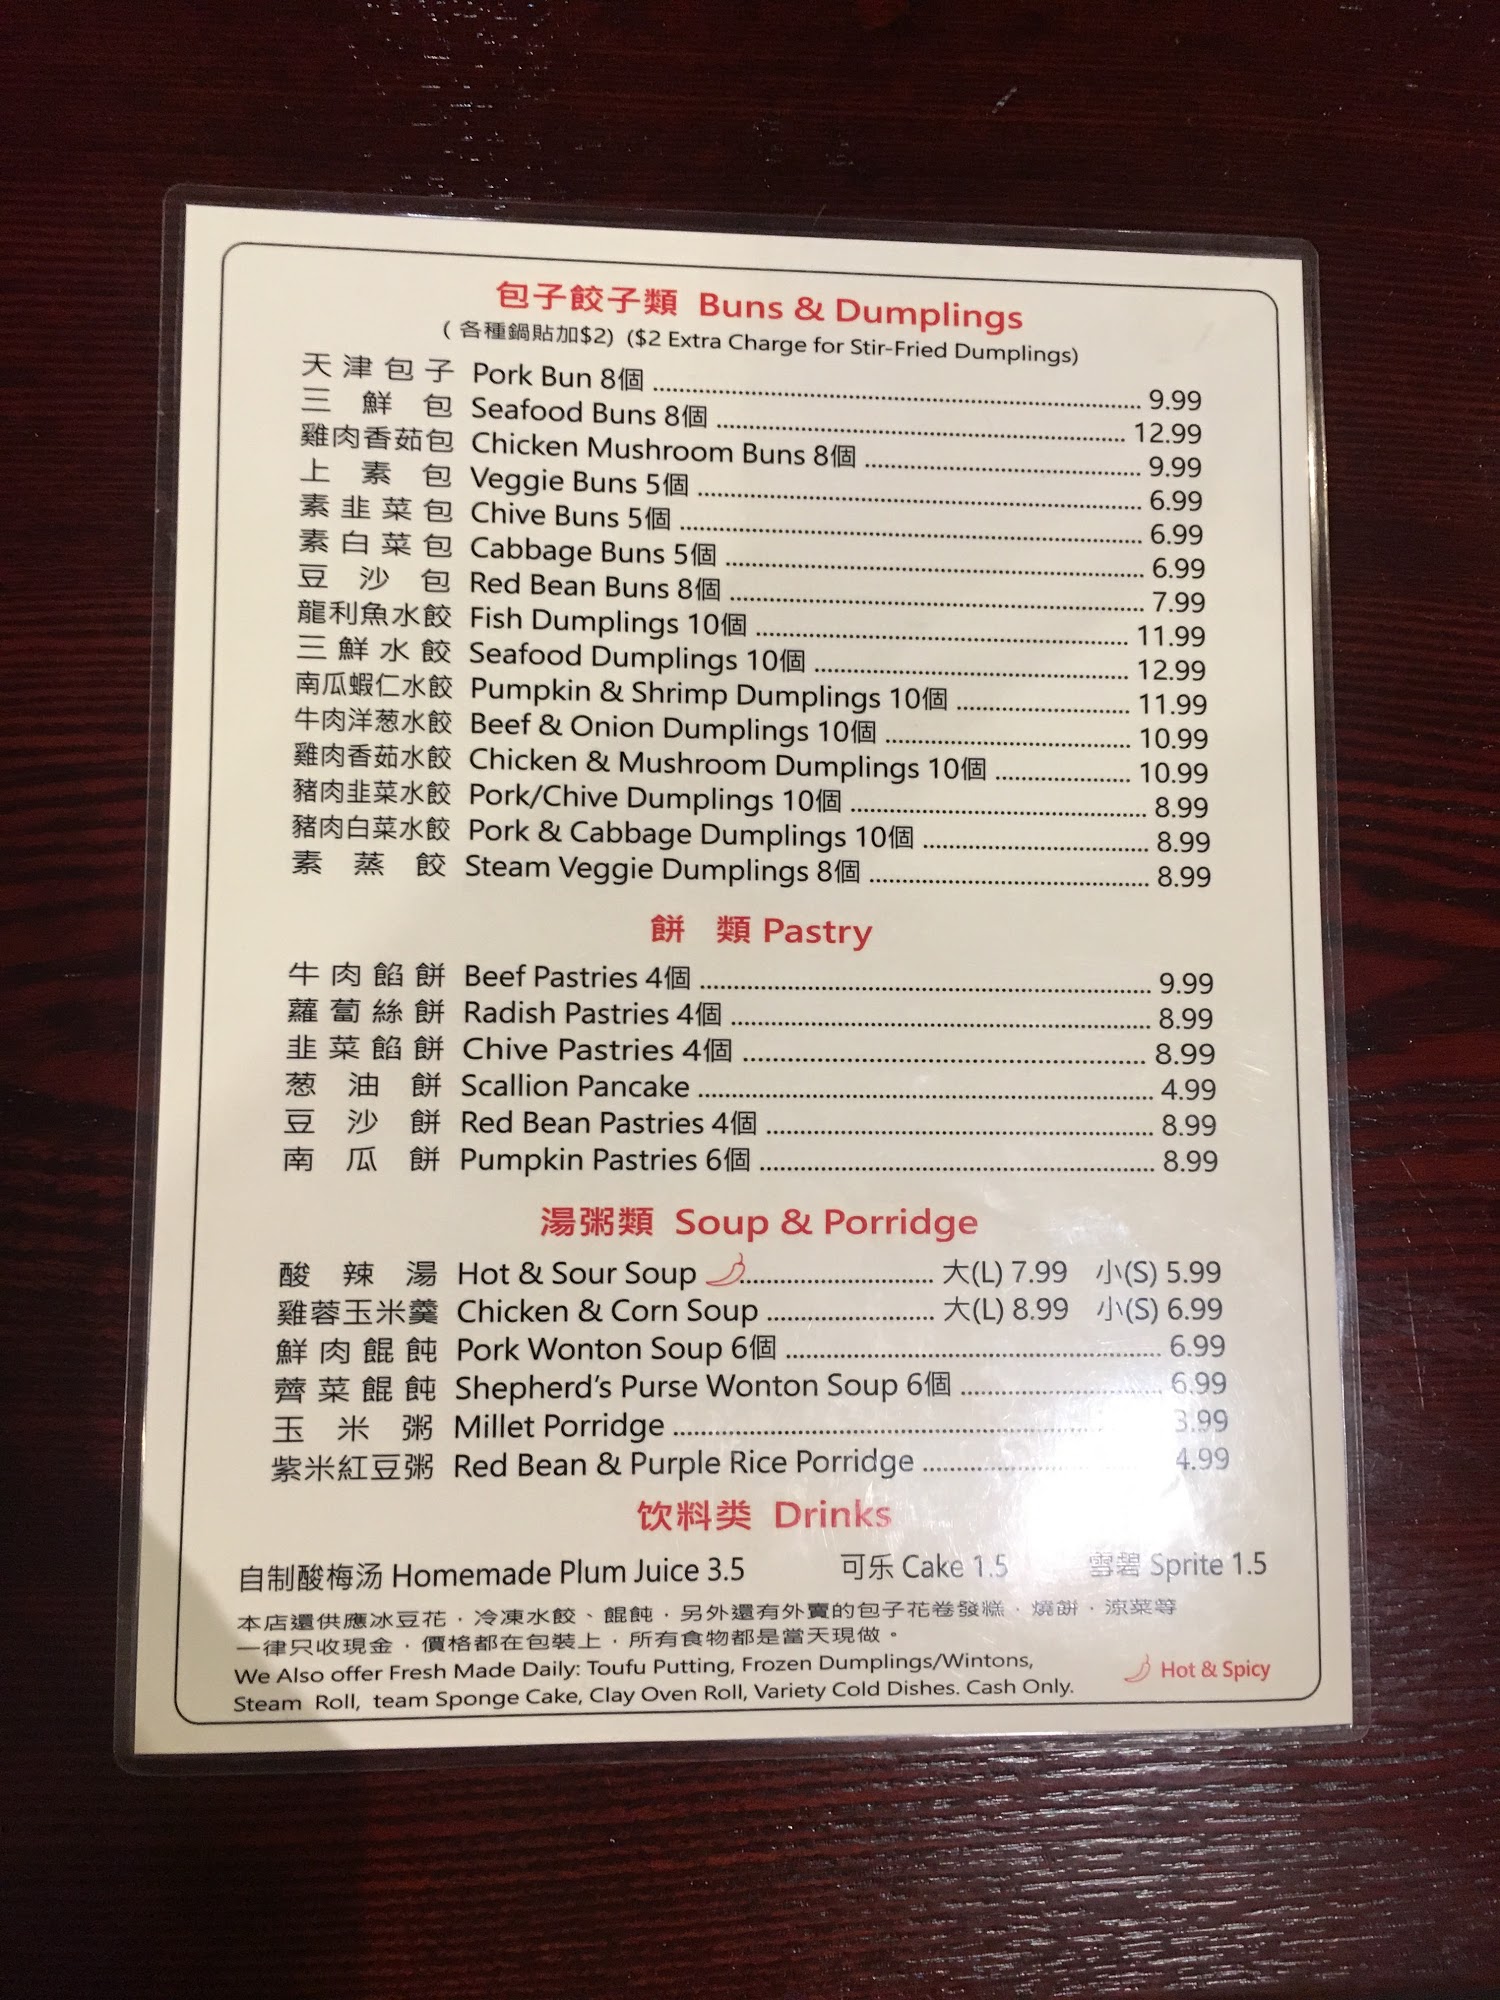 包子餃子類 Buns & Dumplings
( 各種鍋貼加$2) ($2 Extra Charge for Stir-Fried Dumplings)
天津包子 Pork Bun 8個 9.99
三鮮包 Seafood Buns 8個 12.99
雞肉香茹包 Chicken Mushroom Buns 8個 9.99
上素包 Veggie Buns 5個 6.99
素韭菜包 Chive Buns 5個 6.99
素白菜包 Cabbage Buns 5個 6.99
豆沙包 Red Bean Buns 8個 7.99
龍利魚水餃 Fish Dumplings 10個 11.99
三鮮水餃 Seafood Dumplings 10個 12.99
南瓜蝦仁水餃 Pumpkin & Shrimp Dumplings 10個 11.99
牛肉洋葱水餃 Beef & Onion Dumplings 10個 10.99
雞肉香茹水餃 Chicken & Mushroom Dumplings 10個 10.99
豬肉韭菜水餃 Pork/Chive Dumplings 10個 8.99
豬肉白菜水餃 Pork & Cabbage Dumplings 10個 8.99
素蒸餃 Steam Veggie Dumplings 8個 8.99
餅類 Pastry
牛肉餡餅 Beef Pastries 4個 9.99
蘿蔔絲餅 Radish Pastries 4個 8.99
韭菜餡餅 Chive Pastries 4個 8.99
葱油餅 Scallion Pancake 4.99
豆沙餅 Red Bean Pastries 4個 8.99
南瓜餅 Pumpkin Pastries 6個 8.99
湯粥類 Soup & Porridge
酸辣湯 Hot & Sour Soup 大(L) 7.99 小(S) 5.99
雞蓉玉米羹 Chicken & Corn Soup 大(L) 8.99 小(S) 6.99
鮮肉餛飩 Pork Wonton Soup 6個 6.99
薺菜餛飩 Shepherd's Purse Wonton Soup 6個 6.99
玉米粥 Millet Porridge 3.99
紫米紅豆粥 Red Bean & Purple Rice Porridge 4.99
饮料类 Drinks
自制酸梅汤 Homemade Plum Juice 3.5 可乐 Cake 1.5 雪碧 Sprite 1.5
本店還供應冰豆花．冷凍水餃、餛飩．另外還有外賣的包子花卷發糕．燒餅．涼菜等
一律只收現金．價格都在包裝上．所有食物都是當天現做。
We Also offer Fresh Made Daily: Toufu Putting, Frozen Dumplings/Wintons,
Steam Roll, team Sponge Cake, Clay Oven Roll, Variety Cold Dishes. Cash Only.
Hot & Spicy